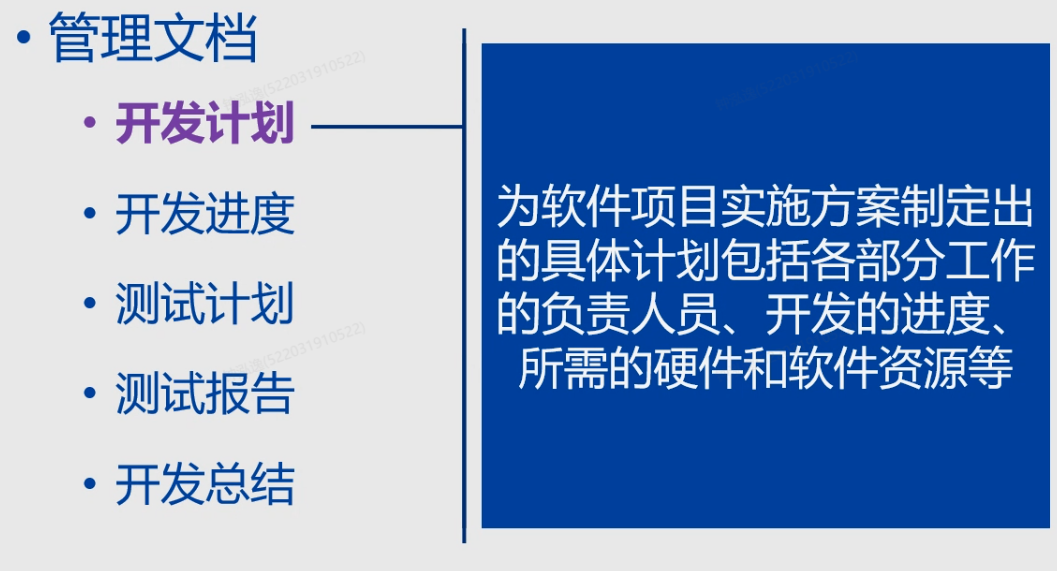 • 管理文档
• 开发计划
• 开发进度
• 测试计划
• 测试报告
• 开发总结
为软件项目实施方案制定出
的具体计划包括各部分工作
的负责人员、开发的进度、
所需的硬件和软件资源等
(522031910522)
(522031910522)